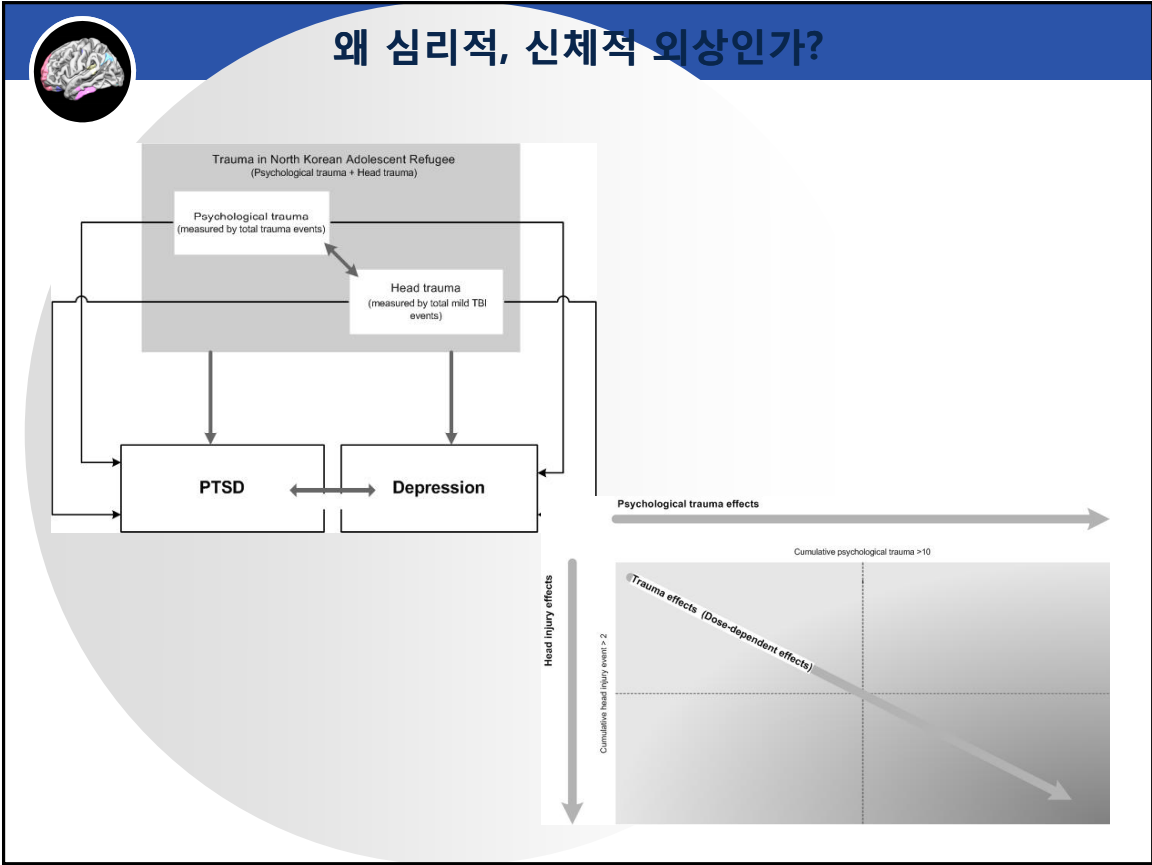 왜 심리적, 신체적 외상인가?
Trauma in North Korean Adolescent Refugee
(Psychological trauma + Head trauma)
Psychological trauma
(measured by total trauma events)
Head trauma
(measured by total mild TBI
events)
PTSD
Depression
Psychological trauma effects
Cumulative psychological trauma >10
Head injury effects
Cumulative head injury event > 2
Trauma effects (Dose-dependent effects)